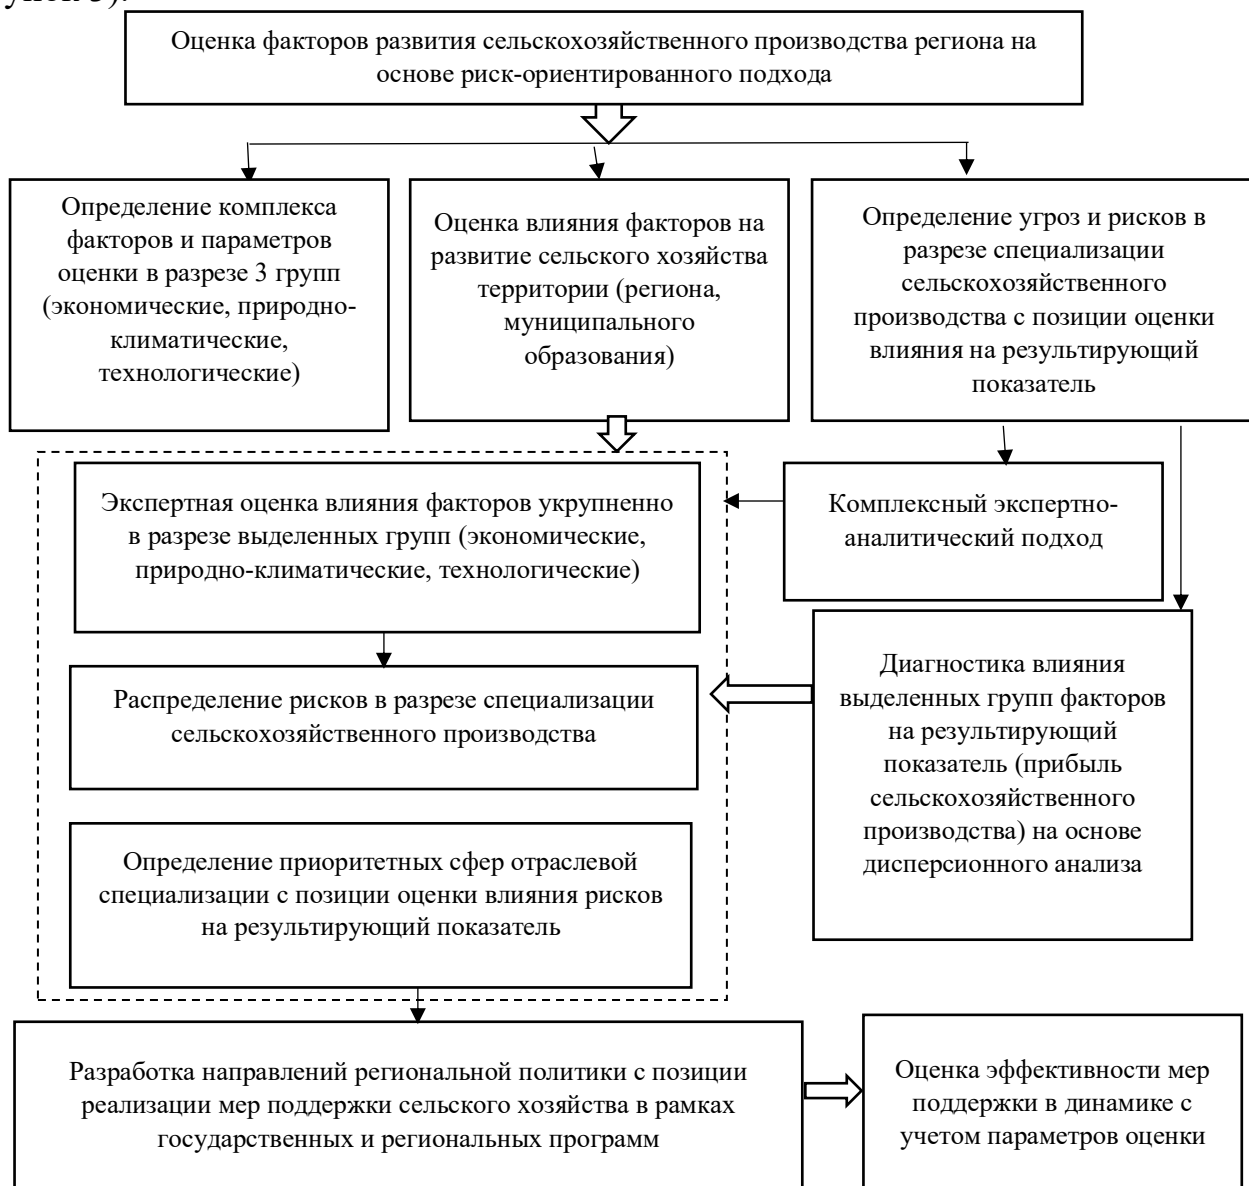 унок 3).
Оценка факторов развития сельскохозяйственного производства региона на
основе риск-ориентированного подхода
Определение комплекса
факторов и параметров
оценки в разрезе 3 групп
(экономические, природно-
климатические,
технологические)
Оценка влияния факторов на
развитие сельского хозяйства
территории (региона,
муниципального
образования)
Определение угроз и рисков в
разрезе специализации
сельскохозяйственного
производства с позиции оценки
влияния на результирующий
показатель
Экспертная оценка влияния факторов укрупненно
в разрезе выделенных групп (экономические,
природно-климатические, технологические)
Комплексный экспертно-
аналитический подход
Распределение рисков в разрезе специализации
сельскохозяйственного производства
Диагностика влияния
выделенных групп факторов
на результирующий
показатель (прибыль
сельскохозяйственного
производства) на основе
дисперсионного анализа
Определение приоритетных сфер отраслевой
специализации с позиции оценки влияния рисков
на результирующий показатель
Разработка направлений региональной политики с позиции
реализации мер поддержки сельского хозяйства в рамках
государственных и региональных программ
Оценка эффективности мер
поддержки в динамике с
учетом параметров оценки